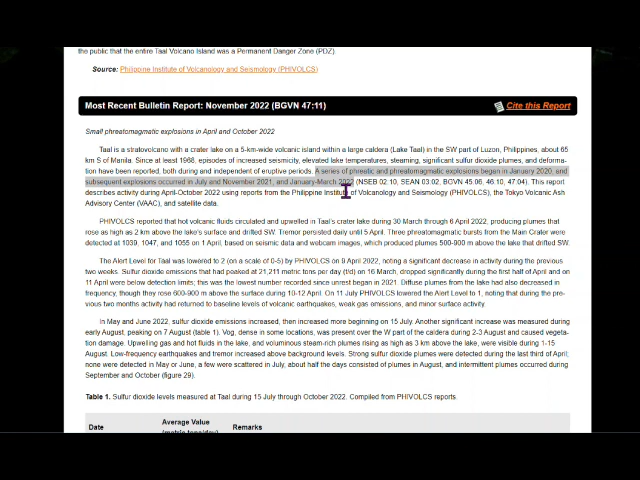 the public that the entire Taal Volcano Island was a Permanent Danger Zone (PDZ).
Source: Philippine Institute of Volcanology and Seismology (PHIVOLCS)
Most Recent Bulletin Report: November 2022 (BGVN 47:11)
Cite this Report
Small phreatomagmatic explosions in April and October 2022
Taal is a stratovolcano with a crater lake on a 5-km-wide volcanic island within a large caldera (Lake Taal) in the SW part of Luzon, Philippines, about 65
km S of Manila. Since at least 1988, episodes of increased seismicity, elevated lake temperatures, steaming, significant sulfur dioxide plumes, and deforma-
tion have been reported, both during and independent of eruptive periods. A series of phreatic and phreatomagmatic explosions began in January 2020, and
subsequent explosions occurred in July and November 2021, and January-March 2022 (NSEB 02:10, SEAN 03:02, BGVN 45:06, 46:10, 47:04). This report
describes activity during April-October 2022 using reports from the Philippine Institute of Volcanology and Seismology (PHIVOLCS), the Tokyo Volcanic Ash
Advisory Center (VAAC), and satellite data.
PHIVOLCS reported that hot volcanic fluids circulated and upwelled in Taal's crater lake during 30 March through 6 April 2022, producing plumes that
rose as high as 2 km above the lake's surface and drifted SW. Tremor persisted daily until 5 April. Three phreatomagmatic bursts from the Main Crater were
detected at 1039, 1047, and 1055 on 1 April, based on seismic data and webcam images, which produced plumes 500-900 m above the lake that drifted SW.
The Alert Level for Taal was lowered to 2 (on a scale of 0-5) by PHIVOLCS on 9 April 2022, noting a significant decrease in activity during the previous
two weeks. Sulfur dioxide emissions that had peaked at 21,211 metric tons per day (t/d) on 16 March, dropped significantly during the first half of April and on
11 April were below detection limits; this was the lowest number recorded since unrest began in 2021. Diffuse plumes from the lake had also decreased in
frequency, though they rose 600-900 m above the surface during 10-12 April. On 11 July PHIVOLCS lowered the Alert Level to 1, noting that during the pre-
vious two months activity had returned to baseline levels of volcanic earthquakes, weak gas emissions, and minor surface activity.
In May and June 2022, sulfur dioxide emissions increased, then increased more beginning on 15 July. Another significant increase was measured during
early August, peaking on 7 August (table 1). Vog, dense in some locations, was present over the W part of the caldera during 2-3 August and caused vegeta-
tion damage. Upwelling gas and hot fluids in the lake, and voluminous steam-rich plumes rising as high as 3 km above the lake, were visible during 1-15
August. Low-frequency earthquakes and tremor increased above background levels. Strong sulfur dioxide plumes were detected during the last third of April;
none were detected in May or June, a few were scattered in July, about half the days consisted of plumes in August, and intermittent plumes occurred during
September and October (figure 29).
Table 1. Sulfur dioxide levels measured at Taal during 15 July through October 2022. Compiled from PHIVOLCS reports.
Date Average Value Remarks
(metric tons/day)